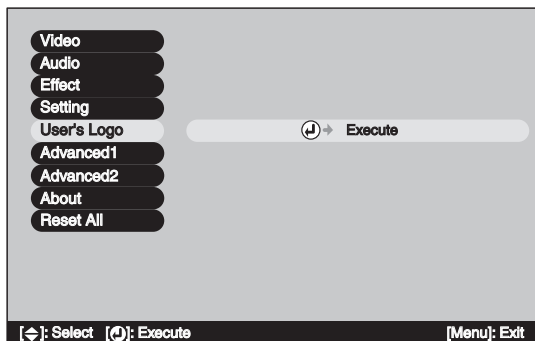 Video
Audio
Effect
Setting
User's Logo
Execute
Advanced1
Advanced2
About
Reset All
[]: Select []: Execute [Menu]: Exit